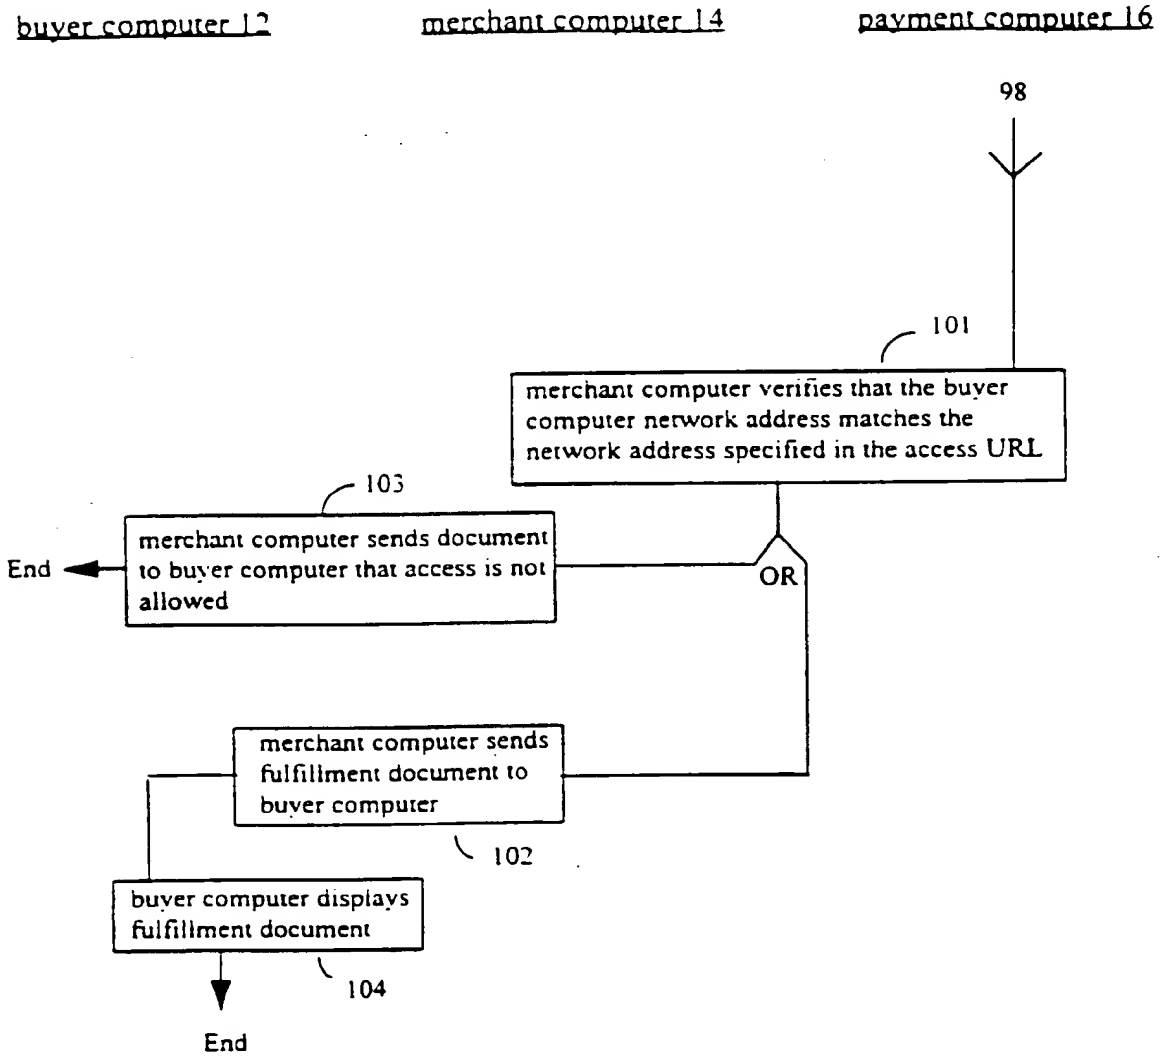 buyer computer 12
merchant computer 14
payment computer 16
98
101
merchant computer verifies that the buyer
computer network address matches the
network address specified in the access URL
103
merchant computer sends document
to buyer computer that access is not
allowed
End
OR
merchant computer sends
fulfillment document to
buyer computer
102
buyer computer displays
fulfillment document
104
End